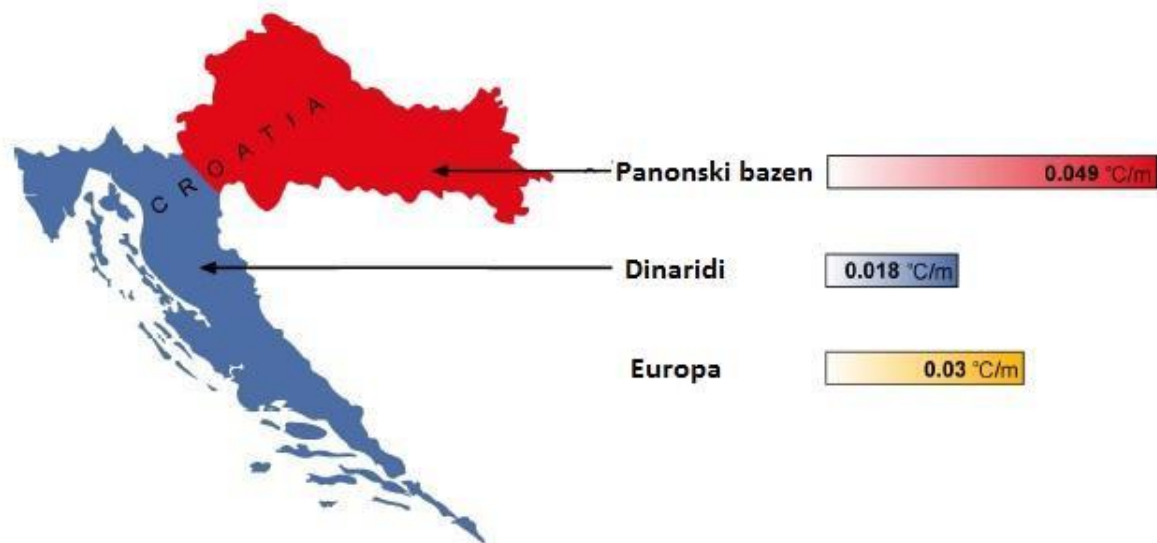 CROATIA
Panonski bazen 0.049 °C/m
Dinaridi 0.018 °C/m
Europa 0.03 °C/m